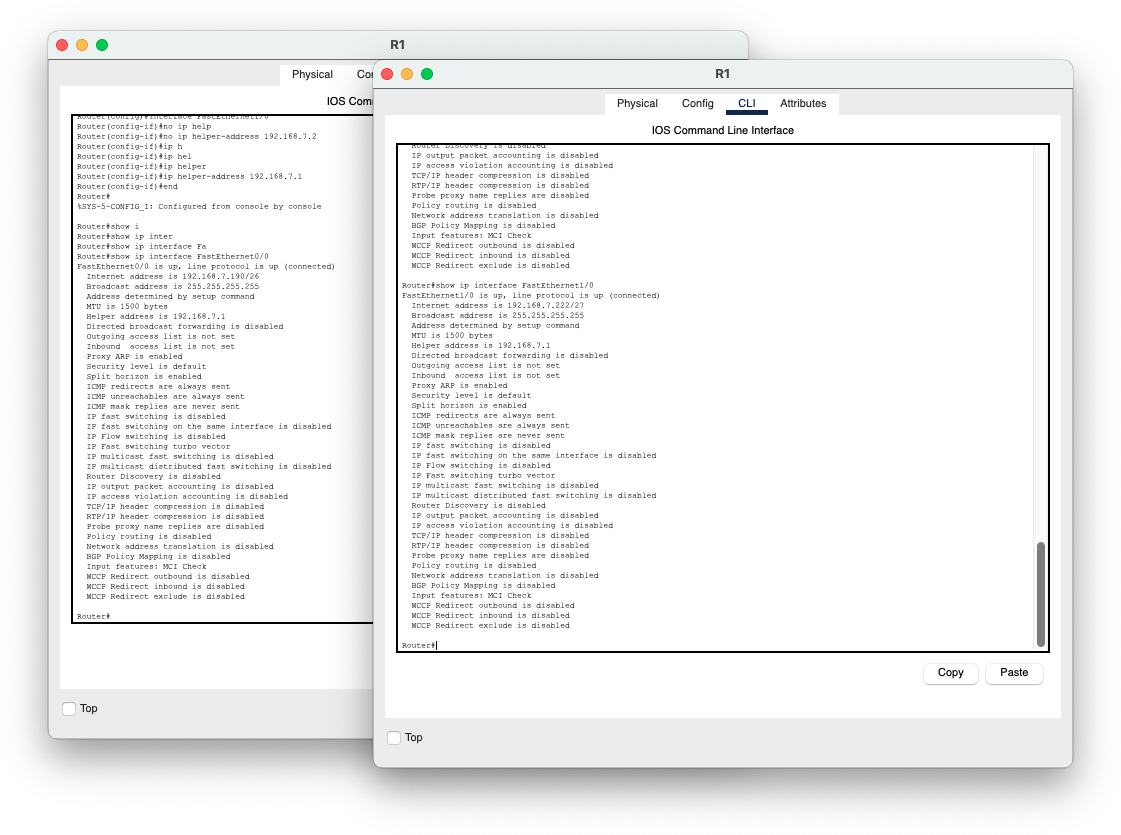 R1
Physical
IOS Com
Router(config)#interface FastEthernet1/0
Router(config-if)#no ip help
Router(config-if)#no ip helper-address 192.168.7.2
Router(config-if)#ip h
Router(config-if)#ip hel
Router(config-if)#ip helper
Router(config-if)#ip helper-address 192.168.7.1
Router(config-if)#end
Router#
%SYS-5-CONFIG_I: Configured from console by console
Router#show i
Router#show ip inter
Router#show ip interface Fa
Router#show ip interface FastEthernet0/0
FastEthernet0/0 is up, line protocol is up (connected)
Internet address is 192.168.7.190/26
Broadcast address is 255.255.255.255
Address determined by setup command
MTU is 1500 bytes
Helper address is 192.168.7.1
Directed broadcast forwarding is disabled
Outgoing access list is not set
Inbound  access list is not set
Proxy ARP is enabled
Security level is default
Split horizon is enabled
ICMP redirects are always sent
ICMP unreachables are always sent
ICMP mask replies are never sent
IP fast switching is disabled
IP fast switching on the same interface is disabled
IP Flow switching is disabled
IP Fast switching turbo vector
IP multicast fast switching is disabled
IP multicast distributed fast switching is disabled
Router Discovery is disabled
IP output packet accounting is disabled
IP access violation accounting is disabled
TCP/IP header compression is disabled
RTP/IP header compression is disabled
Probe proxy name replies are disabled
Policy routing is disabled
Network address translation is disabled
BGP Policy Mapping is disabled
Input features: MCI Check
WCCP Redirect outbound is disabled
WCCP Redirect inbound is disabled
WCCP Redirect exclude is disabled
Router#
Top
R1
Physical Config CLI Attributes
IOS Command Line Interface
Router Discovery is disabled
IP output packet accounting is disabled
IP access violation accounting is disabled
TCP/IP header compression is disabled
RTP/IP header compression is disabled
Probe proxy name replies are disabled
Policy routing is disabled
Network address translation is disabled
BGP Policy Mapping is disabled
Input features: MCI Check
WCCP Redirect outbound is disabled
WCCP Redirect inbound is disabled
WCCP Redirect exclude is disabled
Router#show ip interface FastEthernet1/0
FastEthernet1/0 is up, line protocol is up (connected)
Internet address is 192.168.7.222/27
Broadcast address is 255.255.255.255
Address determined by setup command
MTU is 1500 bytes
Helper address is 192.168.7.1
Directed broadcast forwarding is disabled
Outgoing access list is not set
Inbound  access list is not set
Proxy ARP is enabled
Security level is default
Split horizon is enabled
ICMP redirects are always sent
ICMP unreachables are always sent
ICMP mask replies are never sent
IP fast switching is disabled
IP fast switching on the same interface is disabled
IP Flow switching is disabled
IP Fast switching turbo vector
IP multicast fast switching is disabled
IP multicast distributed fast switching is disabled
Router Discovery is disabled
IP output packet accounting is disabled
IP access violation accounting is disabled
TCP/IP header compression is disabled
RTP/IP header compression is disabled
Probe proxy name replies are disabled
Policy routing is disabled
Network address translation is disabled
BGP Policy Mapping is disabled
Input features: MCI Check
WCCP Redirect outbound is disabled
WCCP Redirect inbound is disabled
WCCP Redirect exclude is disabled
Router#
Copy Paste
Top